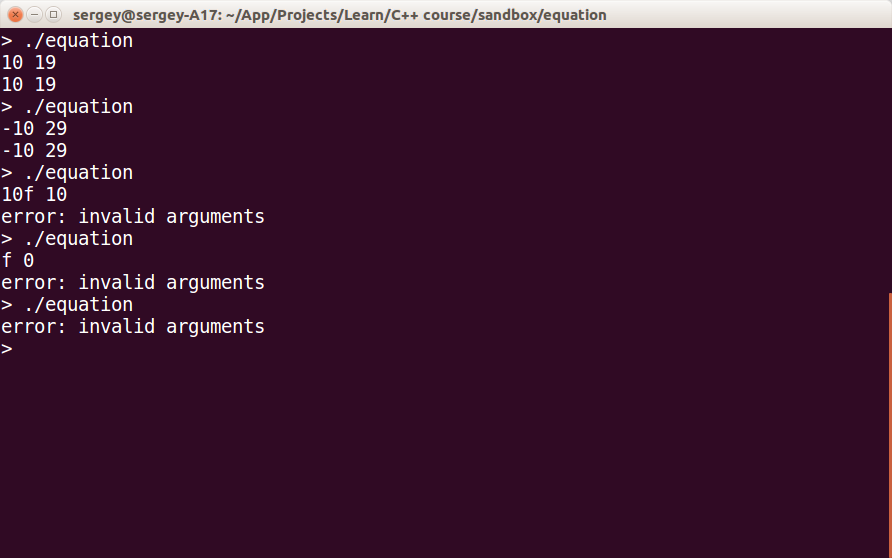 sergey@sergey-A17: ~/App/Projects/Learn/C++ course/sandbox/equation
> ./equation
10 19
10 19
> ./equation
-10 29
-10 29
> ./equation
10f 10
error: invalid arguments
> ./equation
f 0
error: invalid arguments
> ./equation
error: invalid arguments
>